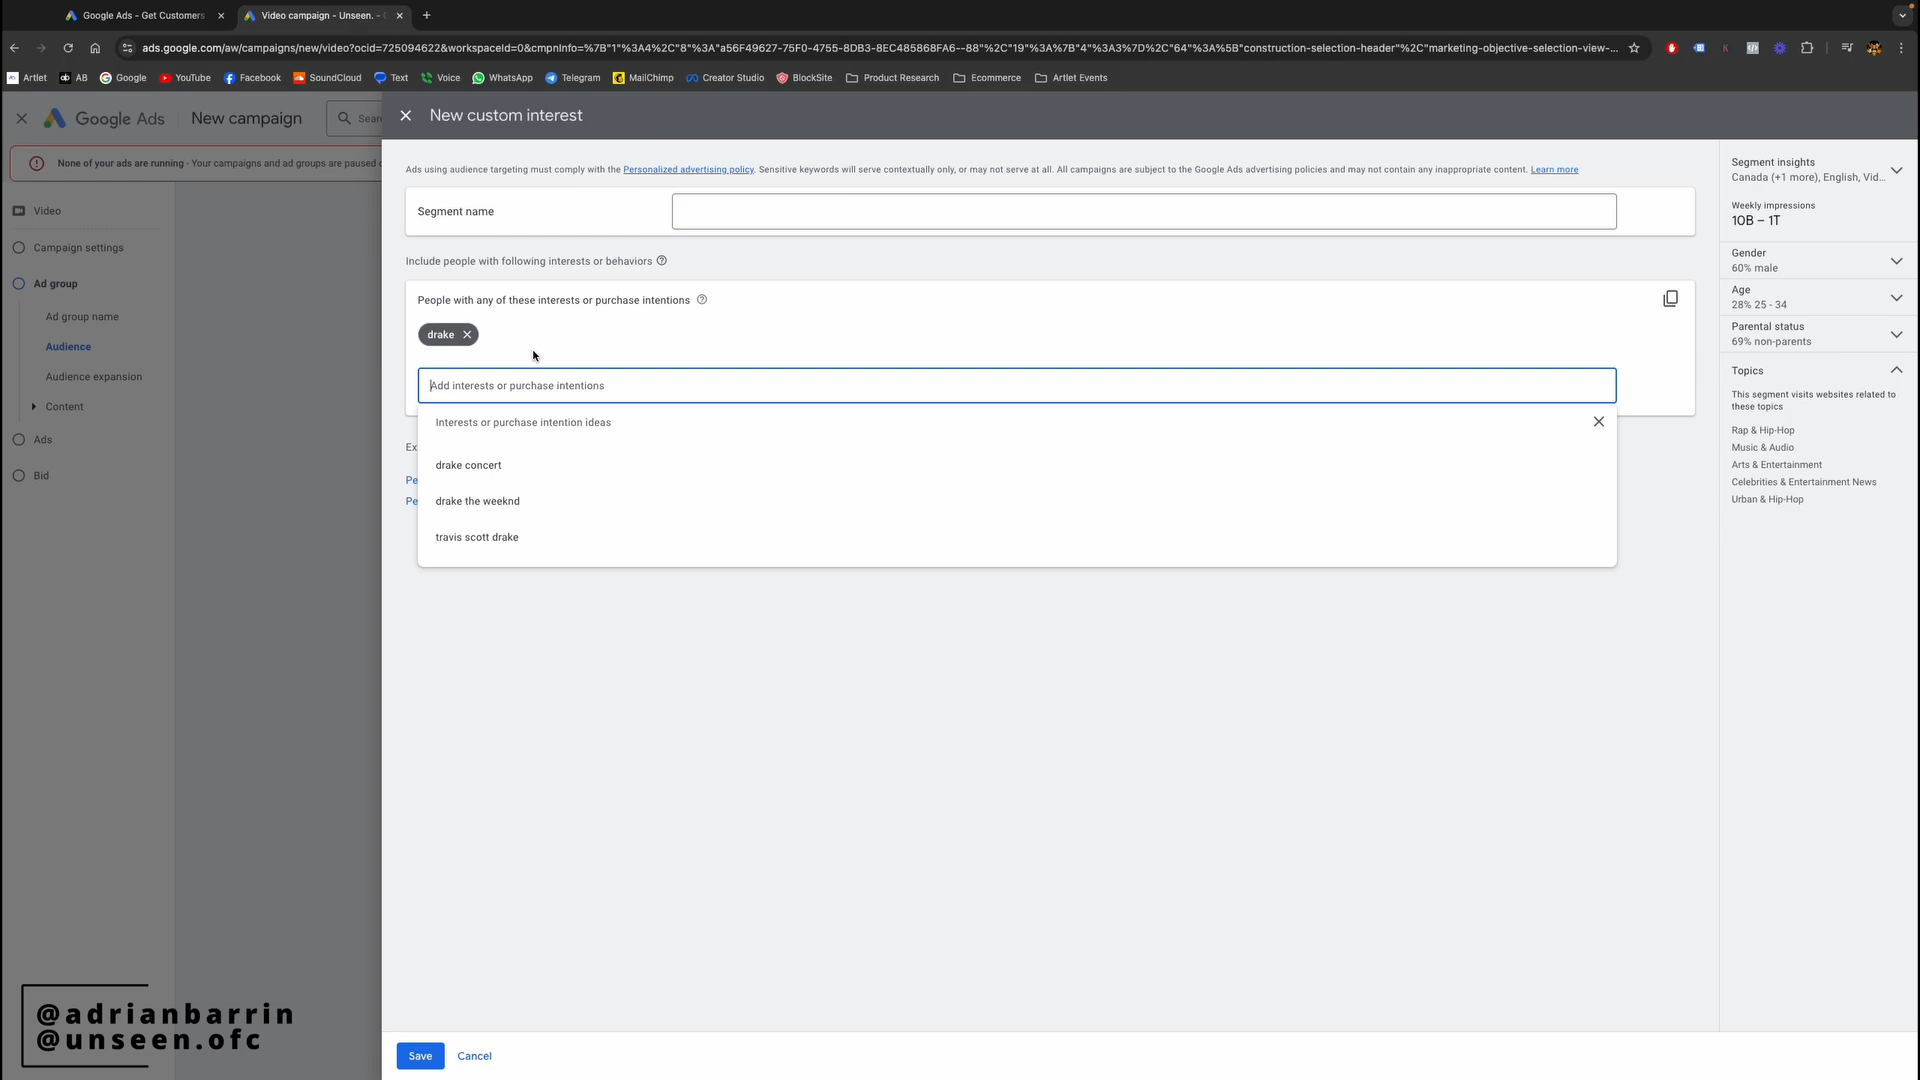 Google Ads - Get Customers
Video campaign - Unseen. -
ads.google.com/aw/campaigns/new/video?ocid=725094622&workspaceId=0&cmpnInfo=%7B"1"%3A4%2C"8"%3A"a56F49627-75F0-4755-8DB3-8EC485868FA6--88"%2C"19"%3A%7B"4"%3A3%7D%2C"64"%3A%5B"construction-selection-header"%2C"marketing-objective-selection-view-...
Artlet
AB
Google
YouTube
Facebook
SoundCloud
Text
Voice
WhatsApp
Telegram
MailChimp
Creator Studio
BlockSite
Product Research
Ecommerce
Artlet Events
Google Ads
New campaign
Sear
None of your ads are running - Your campaigns and ad groups are paused
Video
Campaign settings
Ad group
Ad group name
Audience
Audience expansion
Content
Ads
Bid
New custom interest
Ads using audience targeting must comply with the Personalized advertising policy. Sensitive keywords will serve contextually only, or may not serve at all. All campaigns are subject to the Google Ads advertising policies and may not contain any inappropriate content. Learn more
Segment name
Include people with following interests or behaviors
People with any of these interests or purchase intentions
drake
Add interests or purchase intentions
Interests or purchase intention ideas
drake concert
drake the weeknd
travis scott drake
Ex
Pe
Pe
Save
Cancel
Segment insights
Canada (+1 more), English, Vid...
Weekly impressions
10B – 1T
Gender
60% male
Age
28% 25 - 34
Parental status
69% non-parents
Topics
This segment visits websites related to
these topics
Rap & Hip-Hop
Music & Audio
Arts & Entertainment
Celebrities & Entertainment News
Urban & Hip-Hop
@adrianbarrin
@unseen.ofc